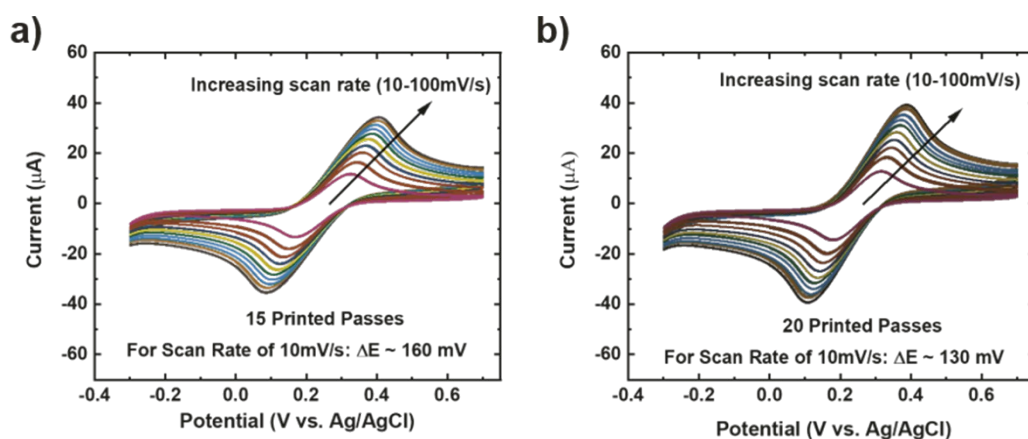 a)
60
40
20
0
-20
-40
-60
Current (μA)
Increasing scan rate (10-100mV/s)
15 Printed Passes
For Scan Rate of 10mV/s: ΔE ~ 160 mV
-0.4 -0.2 0.0 0.2 0.4 0.6
Potential (V vs. Ag/AgCl)
b)
60
40
20
0
-20
-40
-60
Current (μA)
Increasing scan rate (10-100mV/s)
20 Printed Passes
For Scan Rate of 10mV/s: ΔE ~ 130 mV
-0.4 -0.2 0.0 0.2 0.4 0.6
Potential (V vs. Ag/AgCl)